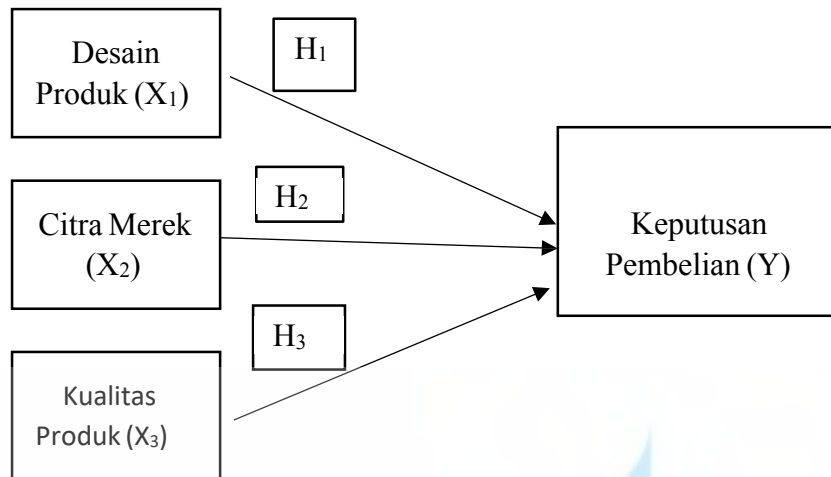 Desain
Produk (X₁)
H₁
Citra Merek
(X₂)
H₂
Kualitas
Produk (X₃)
H₃
Keputusan
Pembelian (Y)